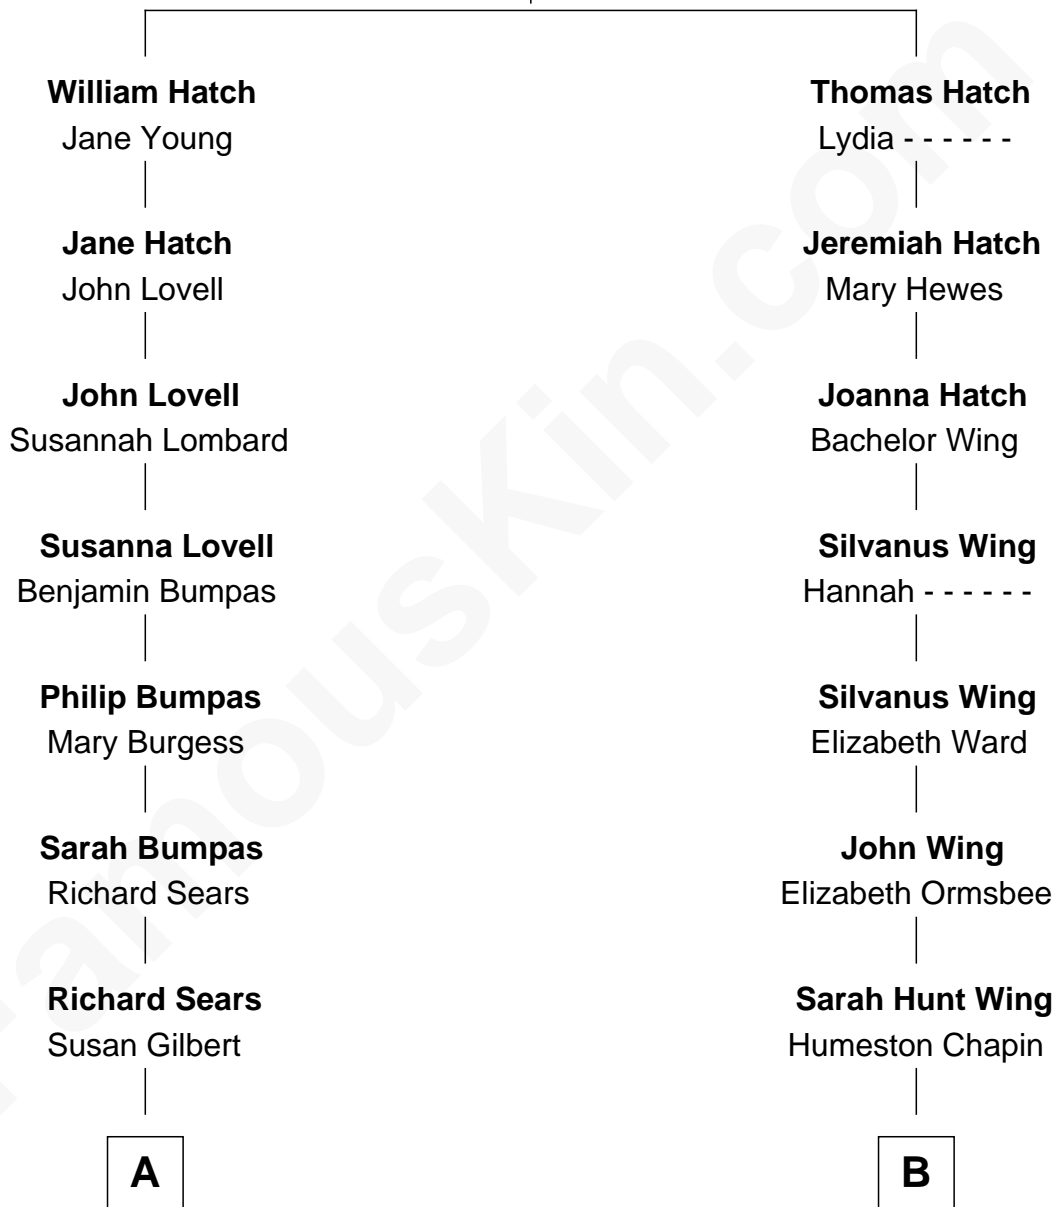 William Hatch
Jane Young
Jane Hatch
John Lovell
John Lovell
Susannah Lombard
Susanna Lovell
Benjamin Bumpas
Philip Bumpas
Mary Burgess
Sarah Bumpas
Richard Sears
Richard Sears
Susan Gilbert
A
Thomas Hatch
Lydia - - - - - -
Jeremiah Hatch
Mary Hewes
Joanna Hatch
Bachelor Wing
Silvanus Wing
Hannah - - - - - -
Silvanus Wing
Elizabeth Ward
John Wing
Elizabeth Ormsbee
Sarah Hunt Wing
Humeston Chapin
B
FamousKin.com